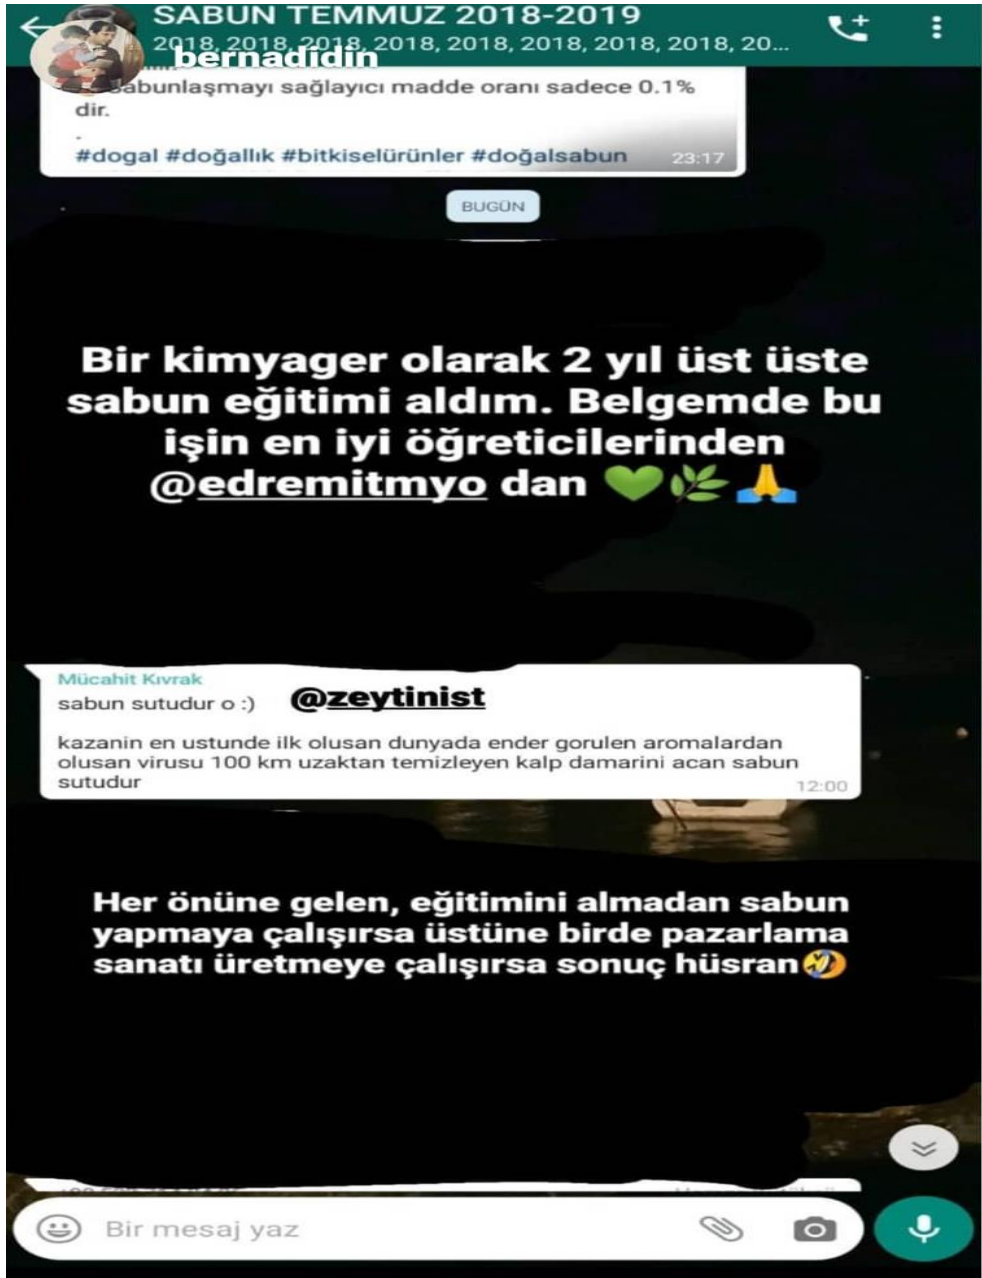 SABUN TEMMUZ 2018-2019
2018, 2018, 2018, 2018, 2018, 2018, 2018, 2018, 20...
bernadidin
sabunlaşmayı sağlayıcı madde oranı sadece 0.1%
dir.
.
#dogal #doğallık #bitkiselürünler #doğalsabun 23:17
BUGÜN
Bir kimyager olarak 2 yıl üst üste
sabun eğitimi aldım. Belgemde bu
işin en iyi öğreticilerinden
@edremitmyo dan 💚🌿🙏
Mücahit Kıvrak
sabun sutudur o :) @zeytinist
kazanin en ustunde ilk olusan dunyada ender gorulen aromalardan
olusan virusu 100 km uzaktan temizleyen kalp damarini acan sabun
sutudur 12:00
Her önüne gelen, eğitimini almadan sabun
yapmaya çalışırsa üstüne birde pazarlama
sanatı üretmeye çalışırsa sonuç hüsran🤣
Bir mesaj yaz